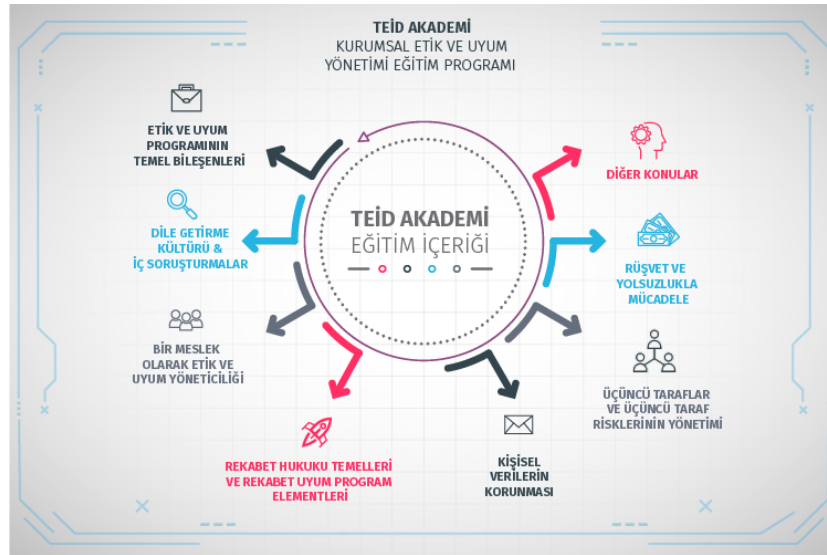 TEİD AKADEMİ
KURUMSAL ETİK VE UYUM
YÖNETİMİ EĞİTİM PROGRAMI
ETİK VE UYUM
PROGRAMININ
TEMEL BİLEŞENLERİ
DİLE GETİRME
KÜLTÜRÜ &
İÇ SORUŞTURMALAR
BİR MESLEK
OLARAK ETİK VE
UYUM YÖNETİCİLİĞİ
REKABET HUKUKU TEMELLERİ
VE REKABET UYUM PROGRAM
ELEMENTLERİ
TEİD AKADEMİ
EĞİTİM İÇERİĞİ
KİŞİSEL
VERİLERİN
KORUNMASI
ÜÇÜNCÜ TARAFLAR
VE ÜÇÜNCÜ TARAF
RİSKLERİNİN YÖNETİMİ
RÜŞVET VE
YOLSUZLUKLA
MÜCADELE
DİĞER KONULAR